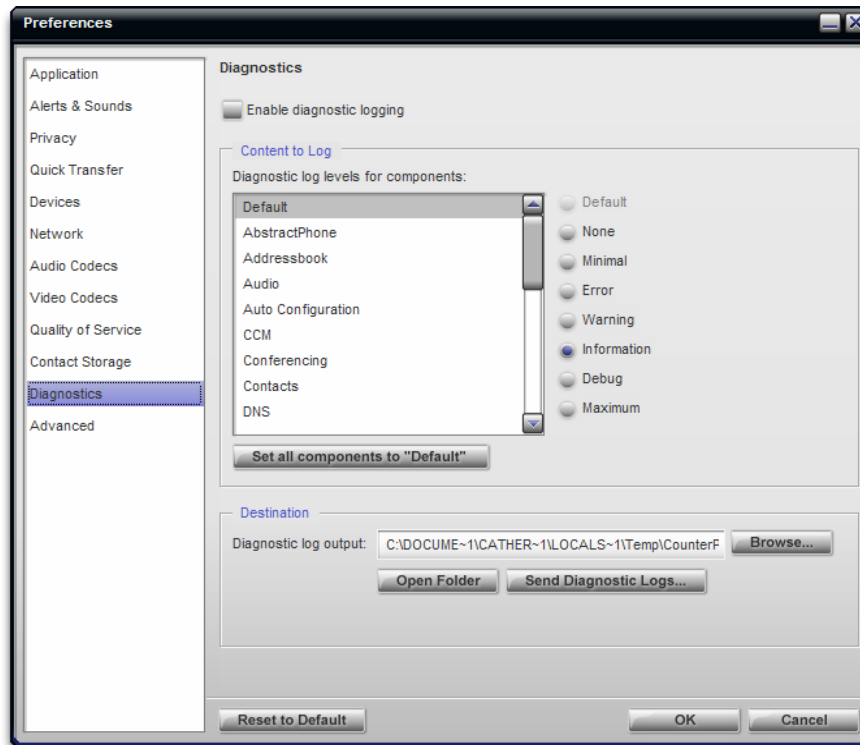 Preferences
Application
Alerts & Sounds
Privacy
Quick Transfer
Devices
Network
Audio Codecs
Video Codecs
Quality of Service
Contact Storage
Diagnostics
Advanced
Diagnostics
Enable diagnostic logging
Content to Log
Diagnostic log levels for components:
Default
AbstractPhone
Addressbook
Audio
Auto Configuration
CCM
Conferencing
Contacts
DNS
Default
None
Minimal
Error
Warning
Information
Debug
Maximum
Set all components to "Default"
Destination
Diagnostic log output: C:\DOCUME~1\CATHER~1\LOCALS~1\Temp\CounterP Browse...
Open Folder Send Diagnostic Logs...
Reset to Default OK Cancel